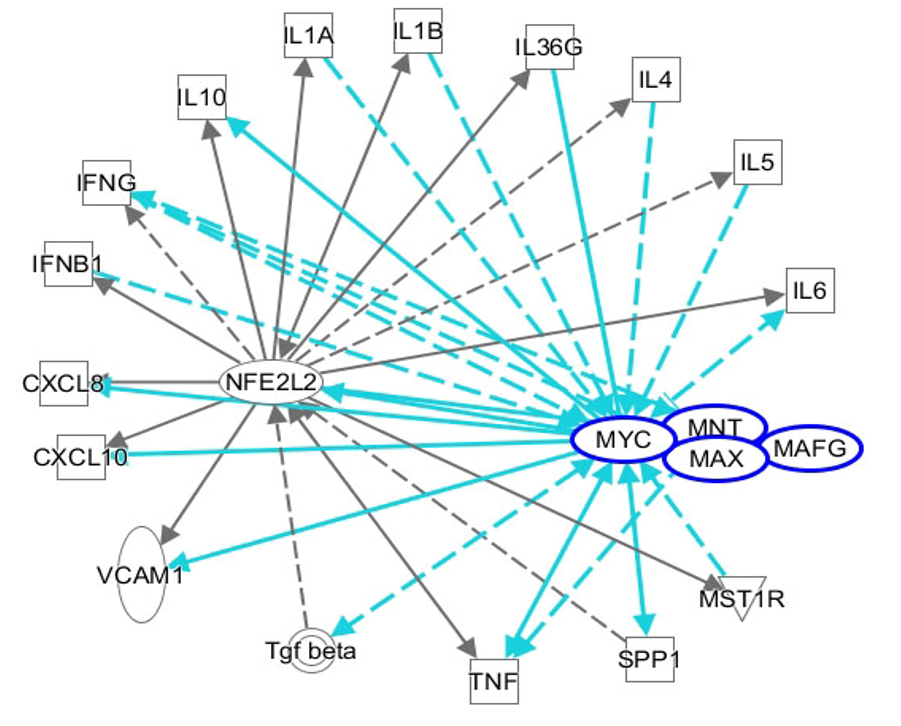 IL1A
IL1B
IL36G
IL4
IL10
IL5
IFNG
IFNB1
IL6
CXCL8
NFE2L2
MNT
MYC
MAFG
MAX
CXCL10
VCAM1
MST1R
Tgf beta
SPP1
TNF